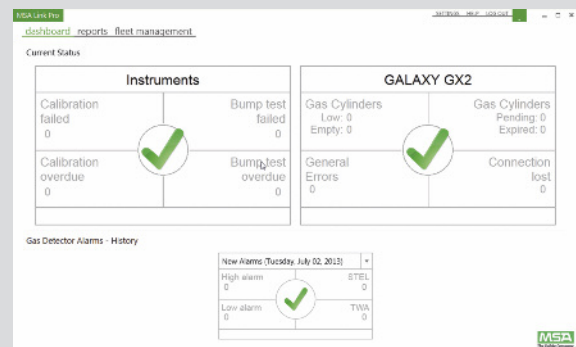 MSA Link Pro
SETTINGS HELP LOG OUT
dashboard reports fleet management
Current Status
Instruments
Calibration failed
0
Bump test failed
0
Calibration overdue
0
Bump test overdue
0
GALAXY GX2
Gas Cylinders
Low: 0
Empty: 0
Gas Cylinders
Pending: 0
Expired: 0
General Errors
0
Connection lost
0
Gas Detector Alarms - History
New Alarms (Tuesday, July 02, 2013)
High alarm
0
STEL
0
Low alarm
0
TWA
0
MSA
The Safety Company